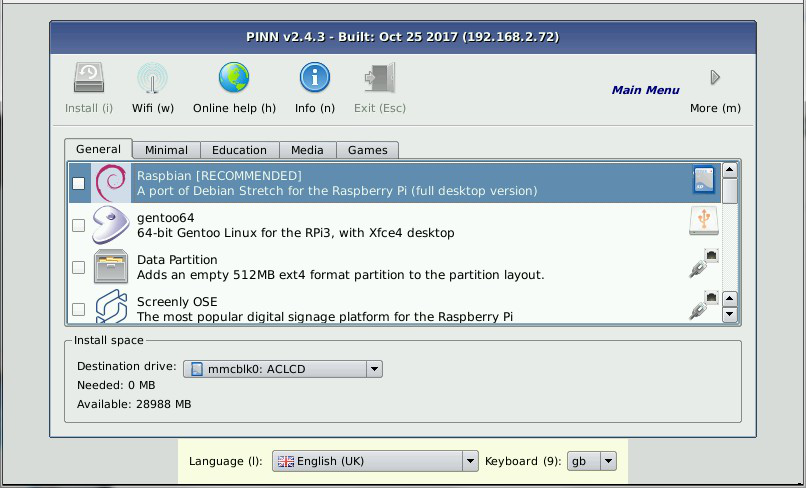 PINN v2.4.3 - Built: Oct 25 2017 (192.168.2.72)
Install (i)
Wifi (w)
Online help (h)
Info (n)
Exit (Esc)
Main Menu
More (m)
General
Minimal
Education
Media
Games
Raspbian [RECOMMENDED]
A port of Debian Stretch for the Raspberry Pi (full desktop version)
gentoo64
64-bit Gentoo Linux for the RPi3, with Xfce4 desktop
Data Partition
Adds an empty 512MB ext4 format partition to the partition layout.
Screenly OSE
The most popular digital signage platform for the Raspberry Pi
Install space
Destination drive: mmcblk0: ACLCD
Needed: 0 MB
Available: 28988 MB
Language (l): English (UK) Keyboard (9): gb